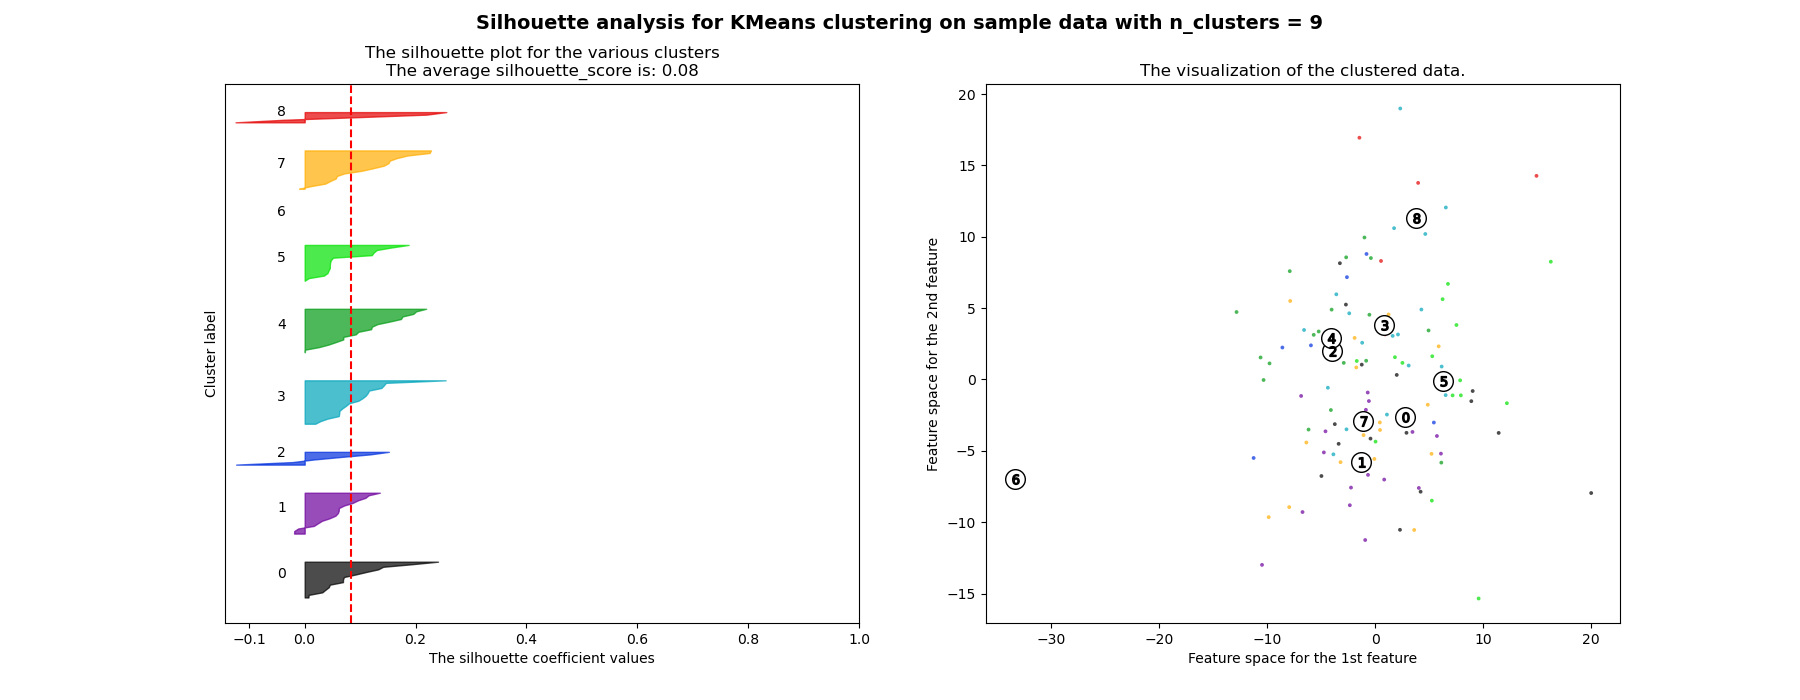 Silhouette analysis for KMeans clustering on sample data with n_clusters = 9
The silhouette plot for the various clusters
The average silhouette_score is: 0.08
Cluster label
8
7
6
5
4
3
2
1
0
−0.1 0.0 0.2 0.4 0.6 0.8 1.0
The silhouette coefficient values
The visualization of the clustered data.
Feature space for the 2nd feature
20
15
10
5
0
−5
−10
−15
8
3
4
2
5
0
7
1
6
−30 −20 −10 0 10 20
Feature space for the 1st feature